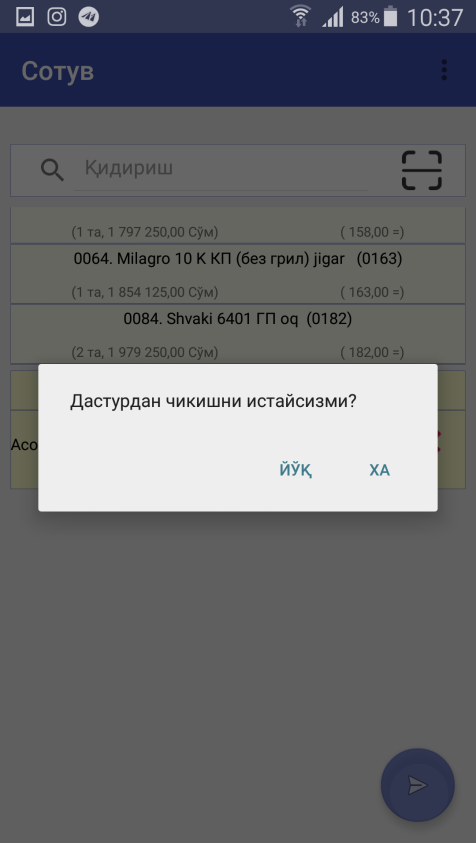 83% 10:37
Сотув
Қидириш
(1 та, 1 797 250,00 Сўм) ( 158,00 =)
0064. Milagro 10 K КП (без грил) jigar (0163)
(1 та, 1 854 125,00 Сўм) ( 163,00 =)
0084. Shvaki 6401 ГП oq (0182)
(2 та, 1 979 250,00 Сўм) ( 182,00 =)
Дастурдан чикишни истайсизми?
Асо
ЙЎҚ ХА